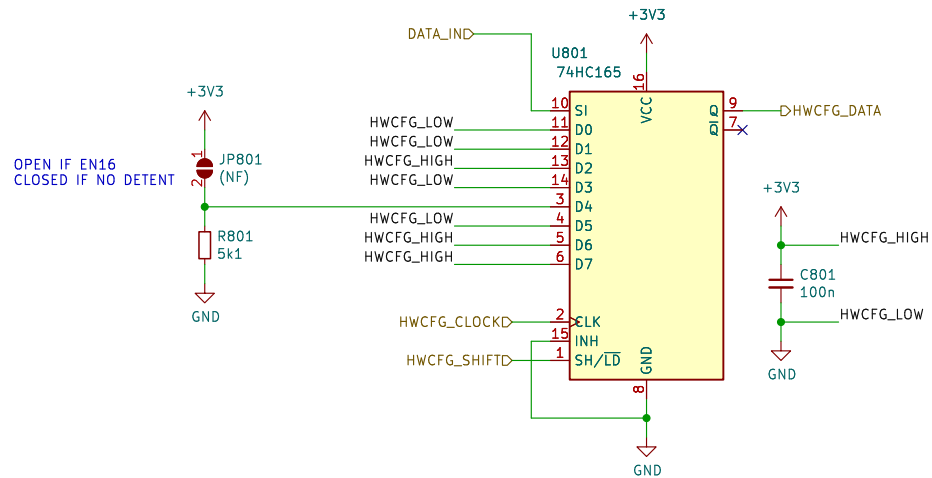 +3V3
DATA_IN
U801
74HC165
16
VCC
10
SI
Q
9
HWCFG_DATA
+3V3
HWCFG_LOW
11
D0
Q
7
HWCFG_LOW
12
D1
1
JP801
OPEN IF EN16
HWCFG_HIGH
13
D2
CLOSED IF NO DETENT
2
(NF)
HWCFG_LOW
14
D3
+3V3
3
D4
HWCFG_LOW
4
D5
R801
5k1
HWCFG_HIGH
5
D6
HWCFG_HIGH
HWCFG_HIGH
6
D7
C801
100n
GND
HWCFG_CLOCK
2
CLK
HWCFG_LOW
15
INH
HWCFG_SHIFT
1
SH/LD
GND
GND
8
GND